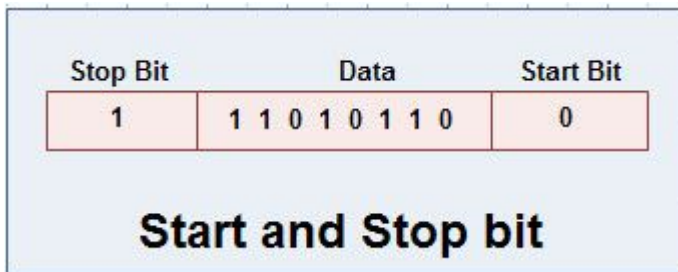 Stop Bit Data Start Bit
1 1 1 0 1 0 1 1 0 0
Start and Stop bit